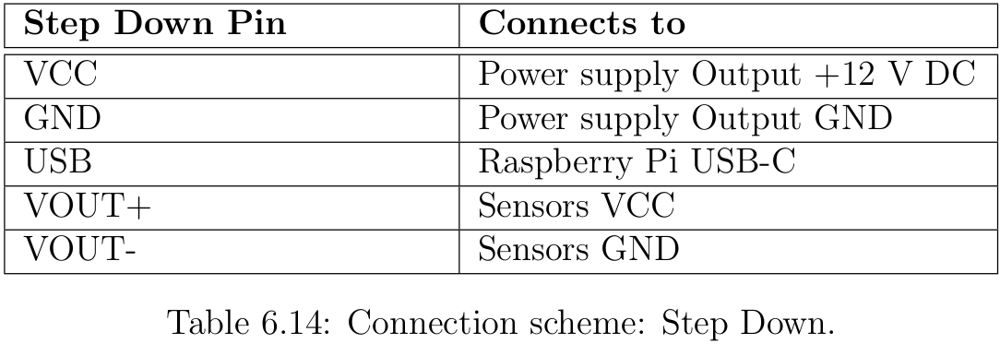 Step Down Pin Connects to
VCC Power supply Output +12 V DC
GND Power supply Output GND
USB Raspberry Pi USB-C
VOUT+ Sensors VCC
VOUT- Sensors GND
Table 6.14: Connection scheme: Step Down.